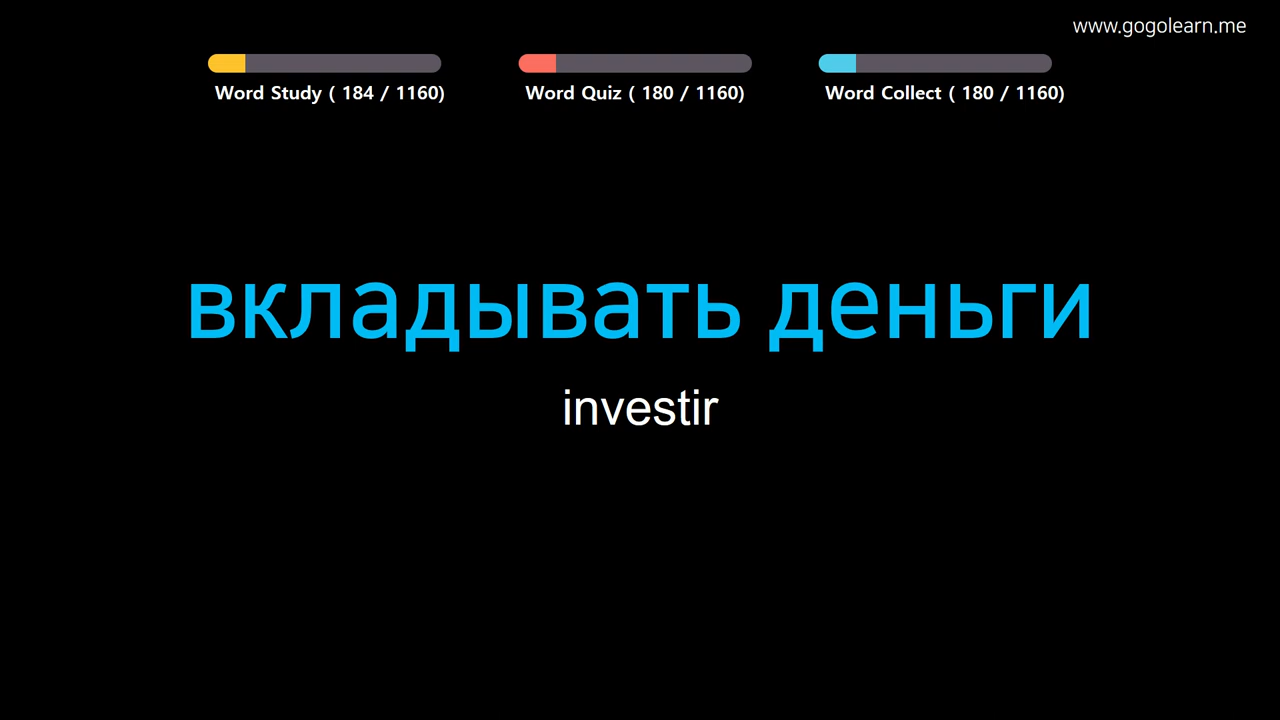 www.gogolearn.me
Word Study ( 184 / 1160)
Word Quiz ( 180 / 1160)
Word Collect ( 180 / 1160)
вкладывать деньги
investir